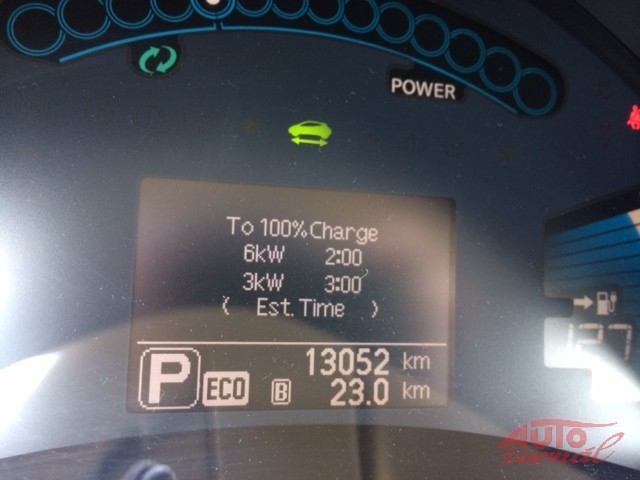 POWER
To 100% Charge
6kW 2:00
3kW 3:00
( Est. Time )
13052 km
P ECO B 23.0 km
127
AUTO